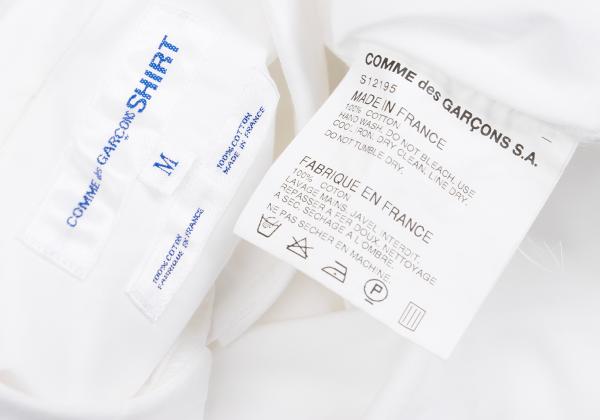 COMME des GARÇONS SHIRT
M
100% COTTON
MADE IN FRANCE
100% COTON
FABRIQUE EN FRANCE
COMME des GARÇONS S.A.
S12195
MADE IN FRANCE
100% COTTON
HAND WASH, DO NOT BLEACH, USE
COOL IRON, DRY CLEAN, LINE DRY.
DO NOT TUMBLE DRY.
FABRIQUE EN FRANCE
100% COTON
LAVAGE MAINS, JAVEL INTERDIT,
REPASSER A FER DOUX, NETTOYAGE
A SEC, SECHAGE A L'OMBRE.
NE PAS SECHER EN MACHINE.
P